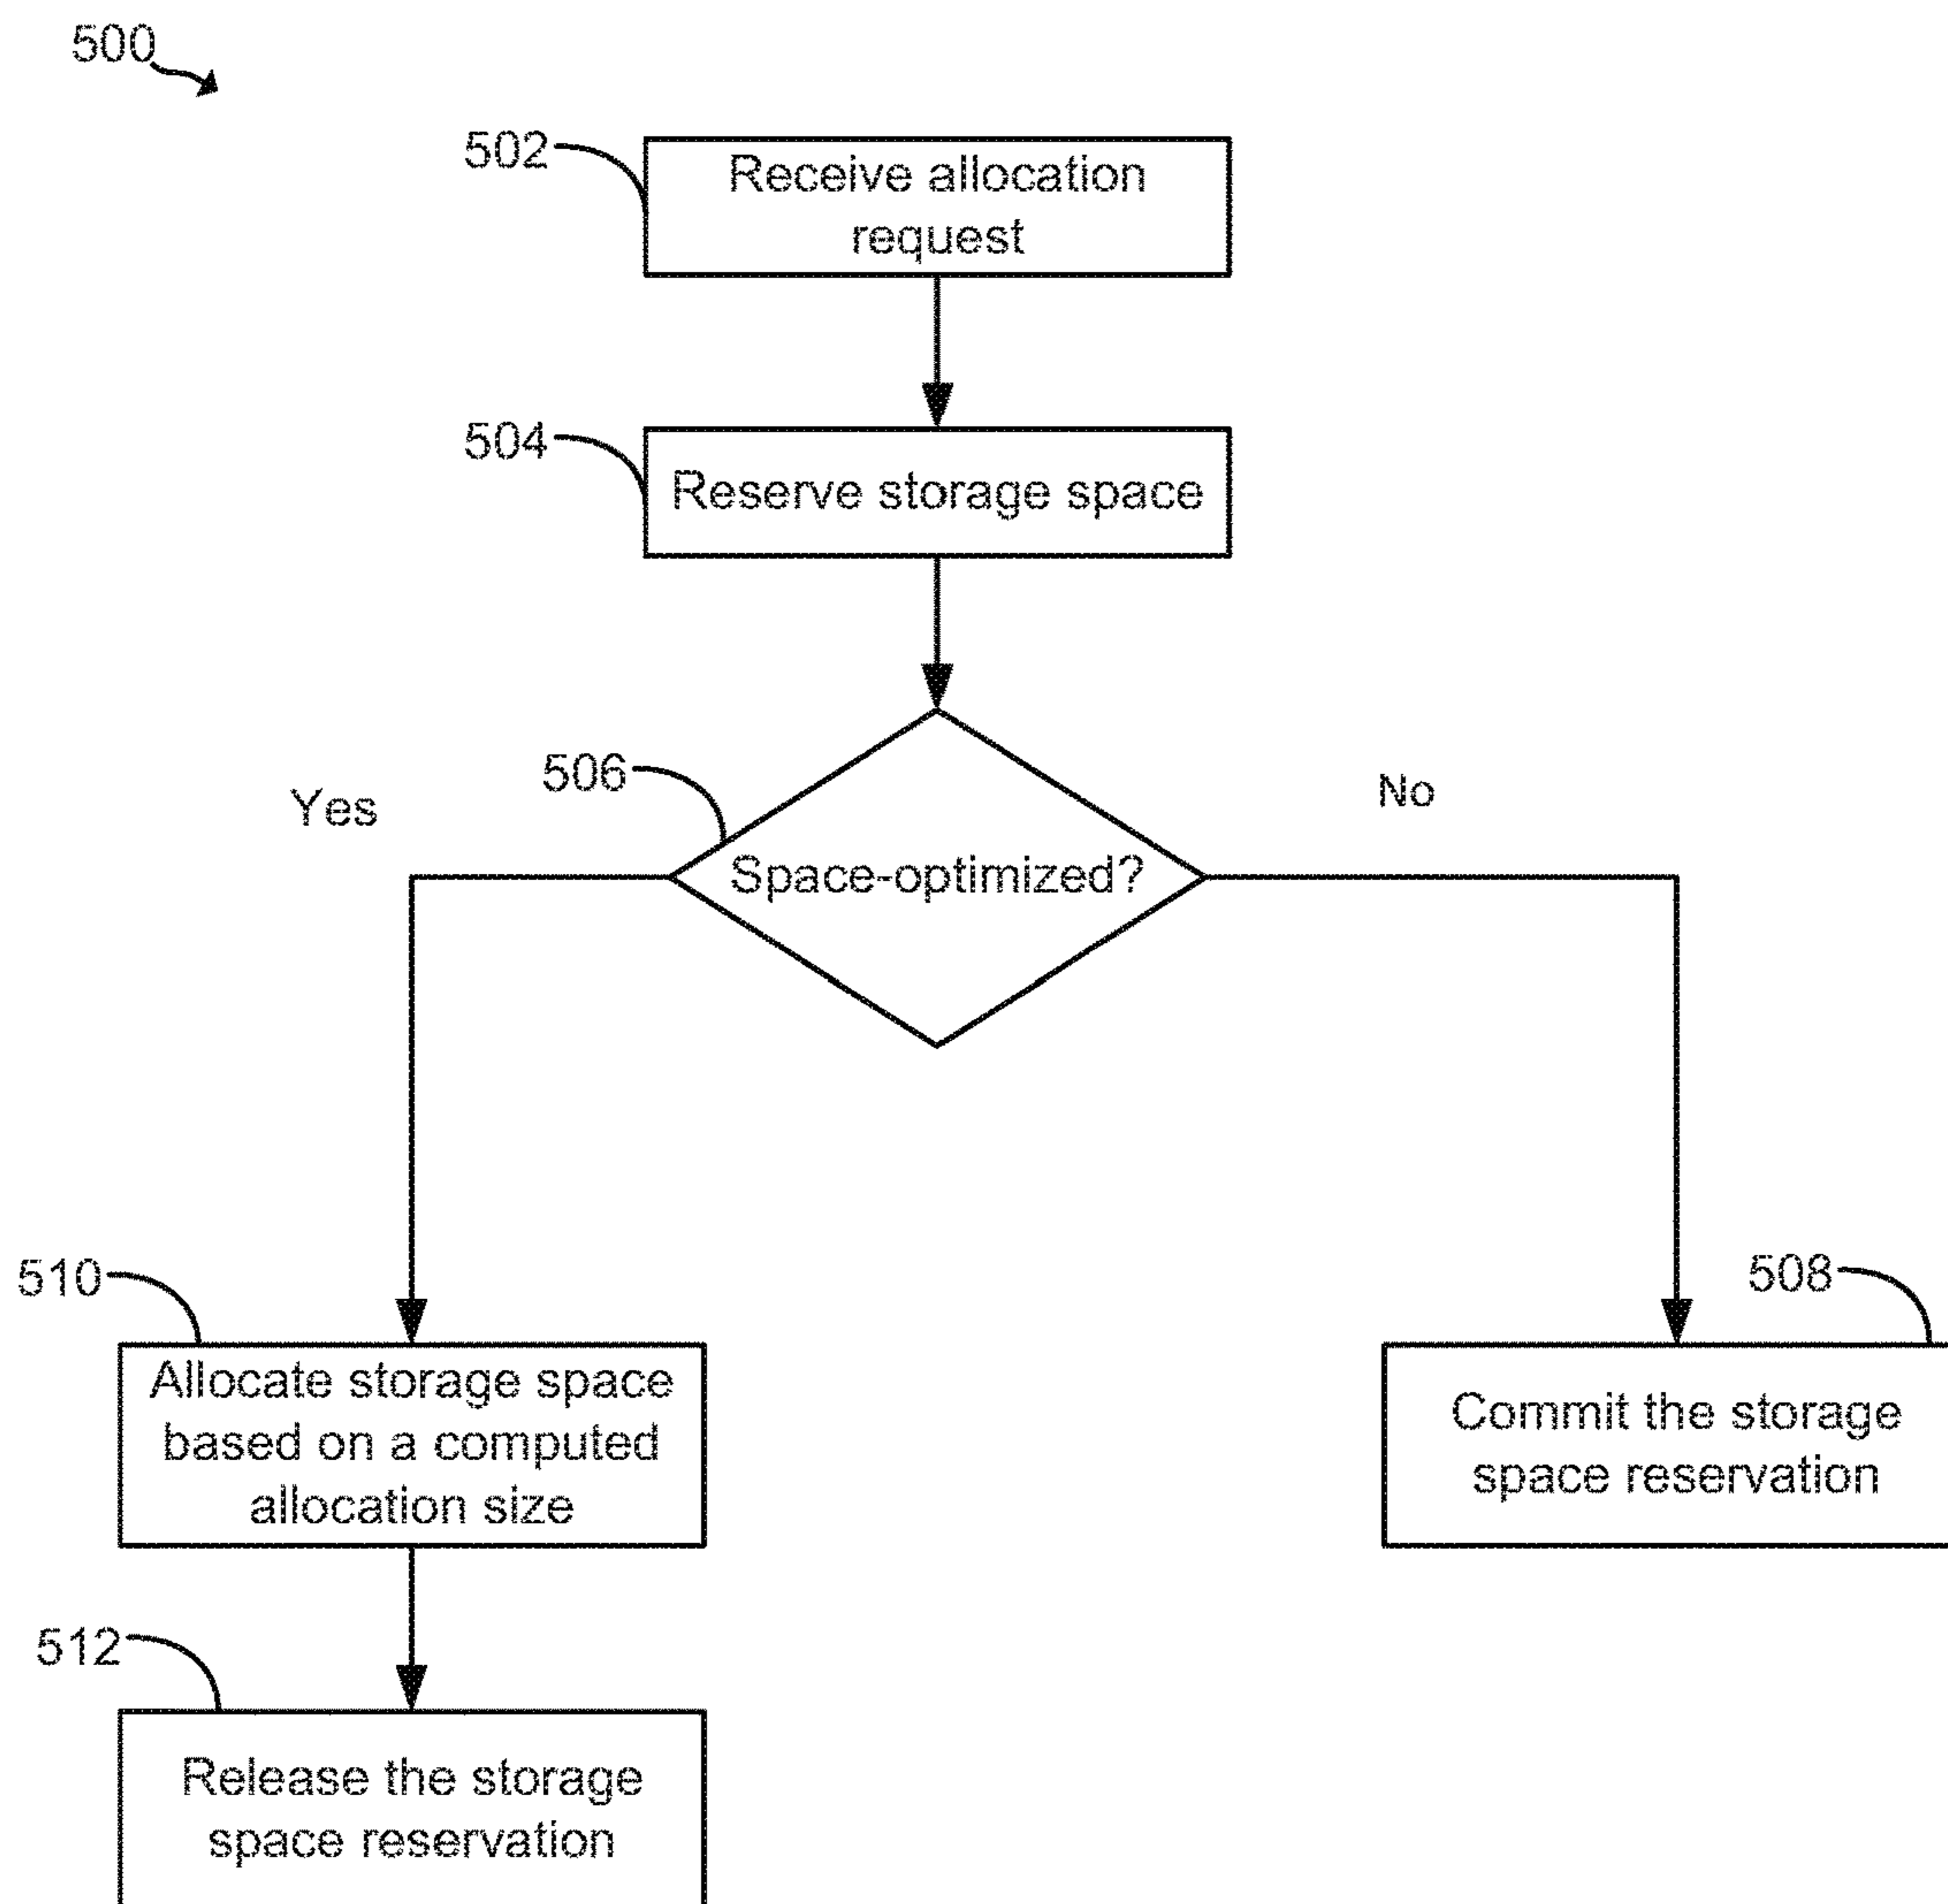 500
502
Receive allocation
request
504
Reserve storage space
506
Yes
No
Space-optimized?
510
508
Allocate storage space
based on a computed
allocation size
Commit the storage
space reservation
512
Release the storage
space reservation